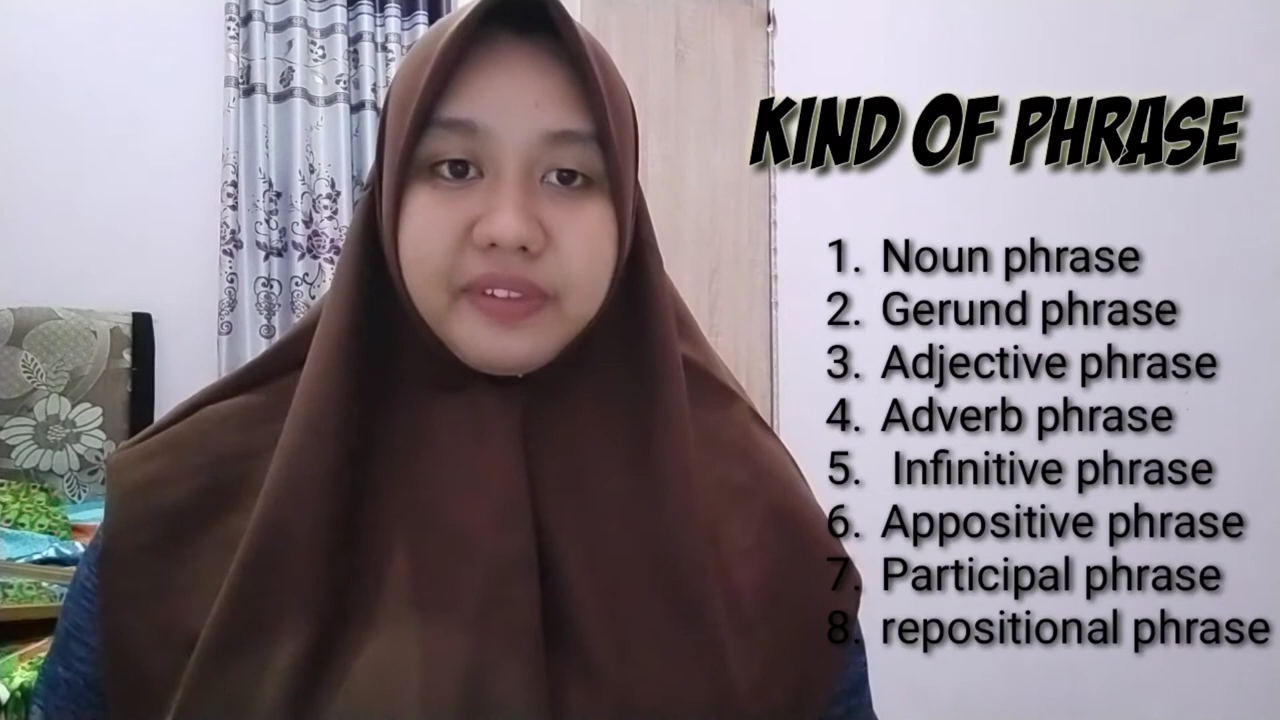 KIND OF PHRASE
1. Noun phrase
2. Gerund phrase
3. Adjective phrase
4. Adverb phrase
5. Infinitive phrase
6. Appositive phrase
7. Participal phrase
8. repositional phrase